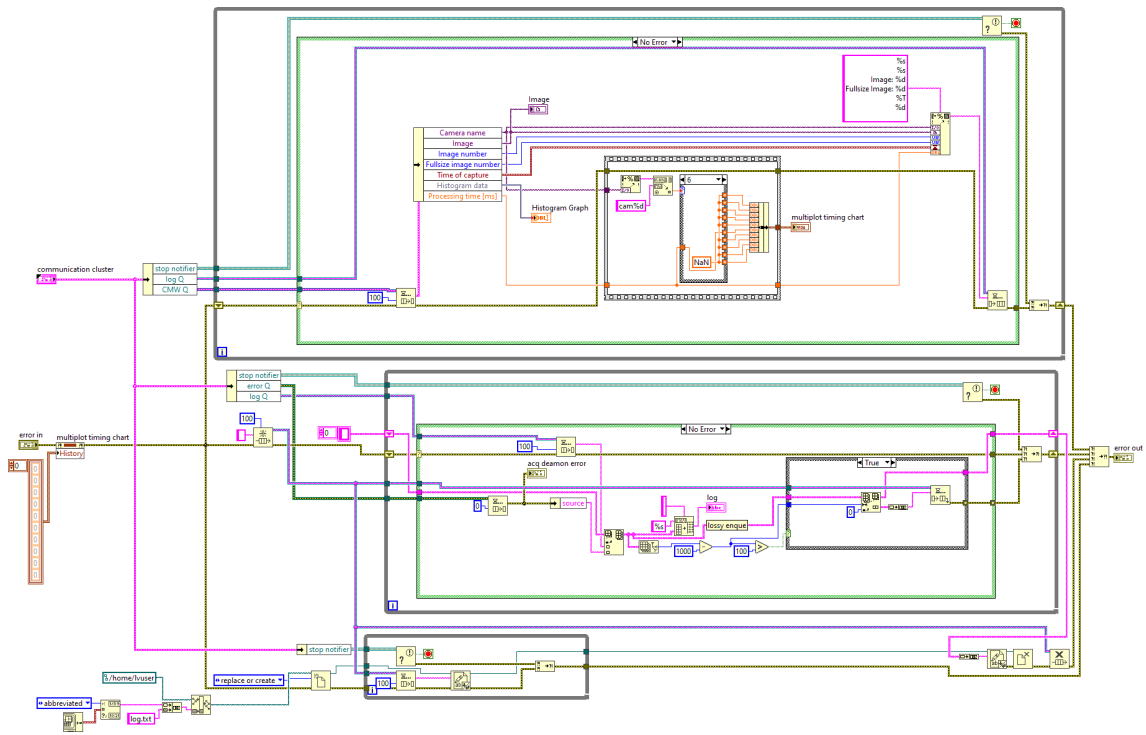 No Error
%s
%s
Image: %d
Fullsize Image: %d
%T
%d
Image
Camera name
Image
Image number
Fullsize image number
Time of capture
Histogram data
Processing time [ms]
6
cam%d
Histogram Graph
multiplot timing chart
NaN
communication cluster
stop notifier
log Q
CMW Q
100
i
stop notifier
error Q
log Q
100
0
No Error
error in
multiplot timing chart
History
0
100
acq deamon error
True
error out
0
source
log
%s
lossy enque
0
1000
100
i
stop notifier
/home/lvuser
replace or create
100
i
abbreviated
log.txt